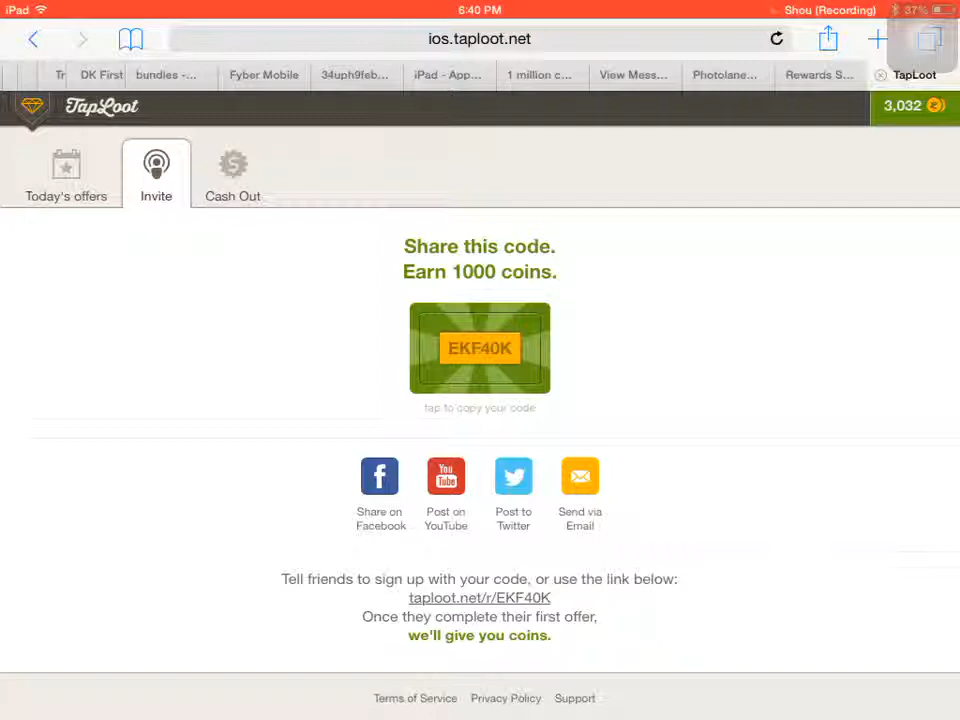 iPad
6:40 PM
Shou (Recording)
37%
ios.taploot.net
Tr
DK First
bundies -...
Fyber Mobile
34uph9feb...
iPad - App...
1 million c...
View Mess...
Photolane...
Rewards S...
TapLoot
TapLoot
3,032
Today's offers
Invite
Cash Out
Share this code.
Earn 1000 coins.
EKF40K
tap to copy your code
f
You
Tube
Share on
Facebook
Post on
YouTube
Post to
Twitter
Send via
Email
Tell friends to sign up with your code, or use the link below:
taploot.net/r/EKF40K
Once they complete their first offer,
we'll give you coins.
Terms of Service
Privacy Policy
Support